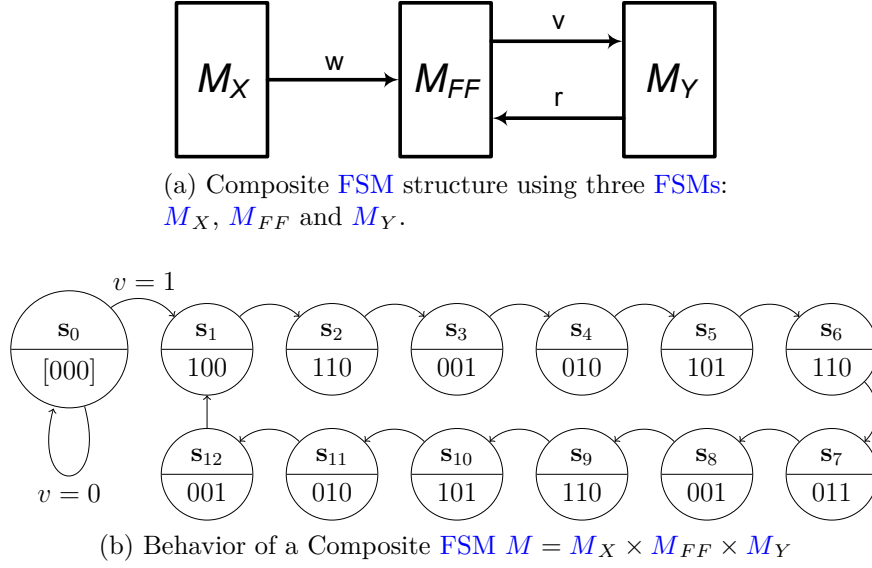 w
v
r
M_X
M_FF
M_Y
(a) Composite FSM structure using three FSMs:
M_X, M_FF and M_Y.
v = 1
s_0
[000]
v = 0
s_1
100
s_2
110
s_3
001
s_4
010
s_5
101
s_6
110
s_12
001
s_11
010
s_10
101
s_9
110
s_8
001
s_7
011
(b) Behavior of a Composite FSM M = M_X × M_FF × M_Y